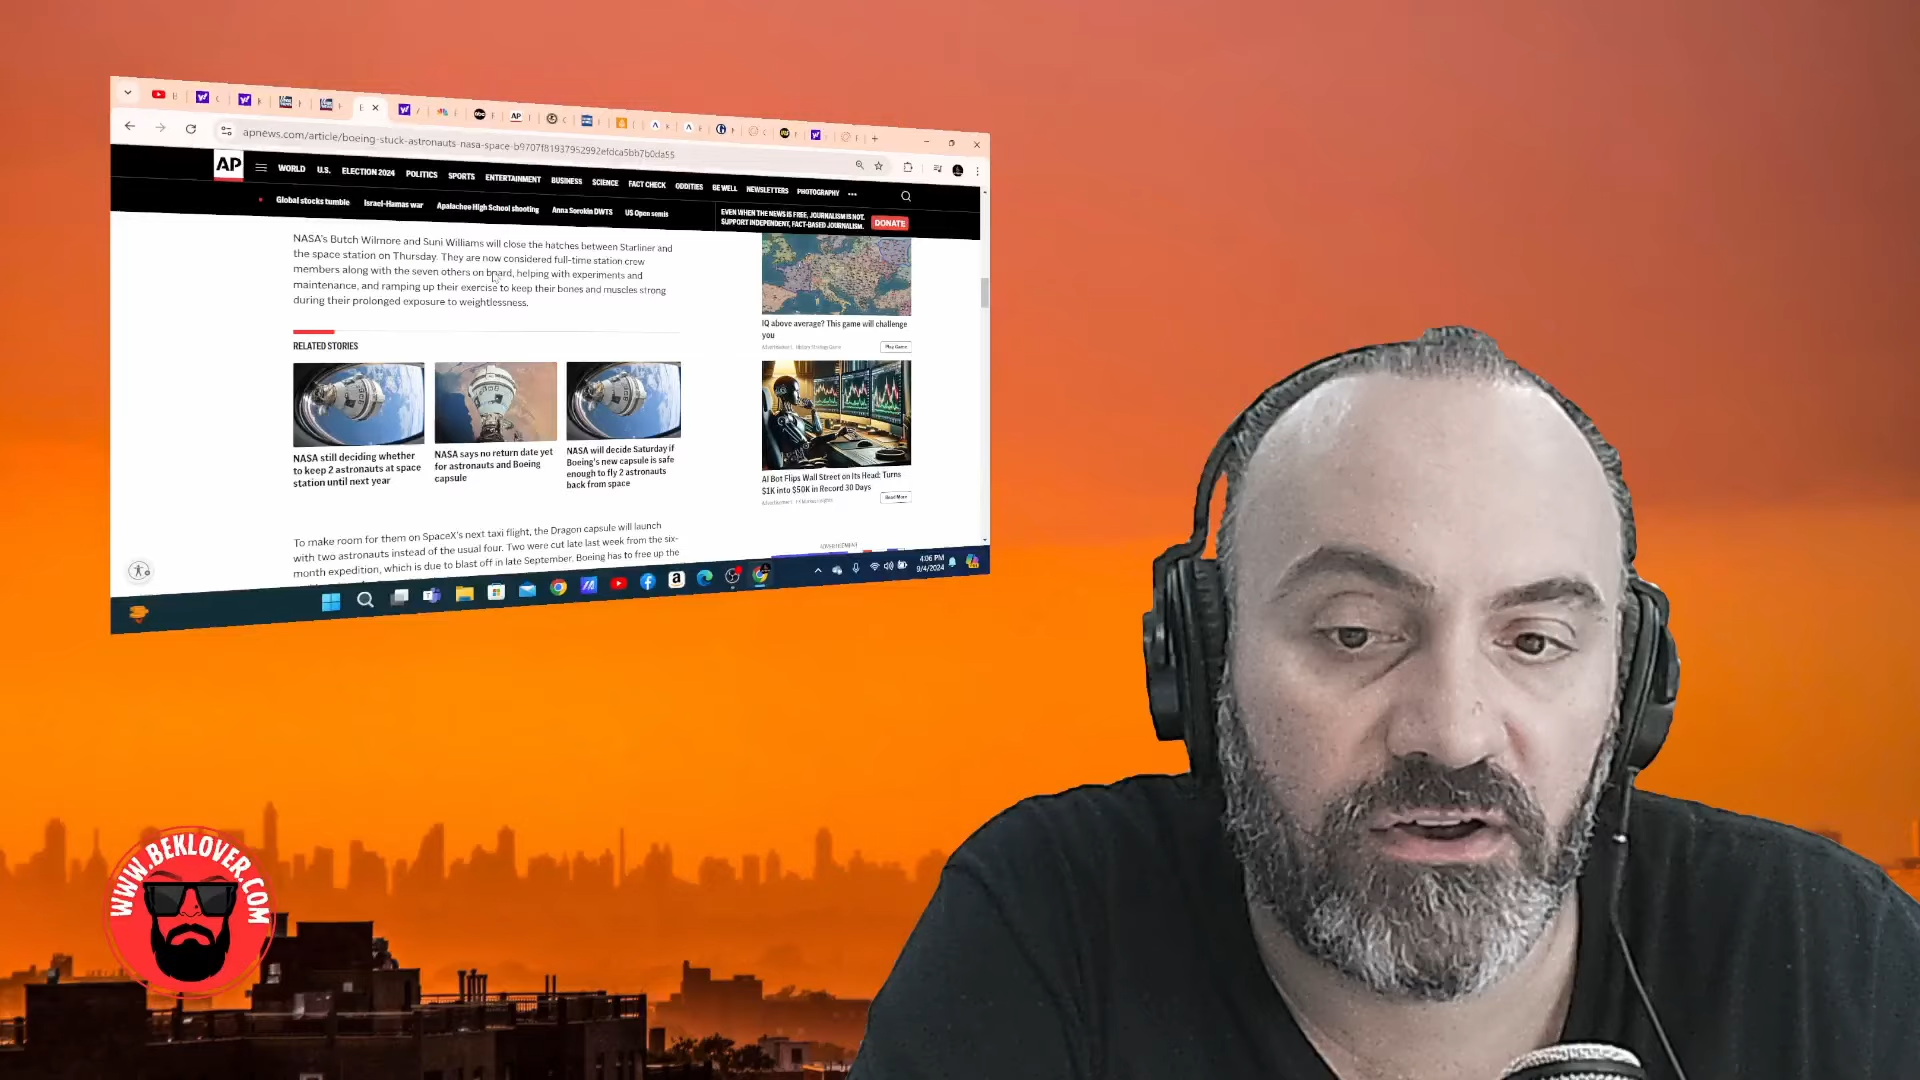 apnews.com/article/boeing-stuck-astronauts-nasa-space-b9707f81937952992efdca5bb7b0da55
AP
WORLD U.S. ELECTION 2024 POLITICS SPORTS ENTERTAINMENT BUSINESS SCIENCE FACT CHECK ODDITIES BE WELL NEWSLETTERS PHOTOGRAPHY •••
Global stocks tumble Israel-Hamas war Apalachee High School shooting Anna Sorokin DWTS US Open semis
EVEN WHEN THE NEWS IS FREE, JOURNALISM IS NOT.
SUPPORT INDEPENDENT, FACT-BASED JOURNALISM.
DONATE
NASA's Butch Wilmore and Suni Williams will close the hatches between Starliner and
the space station on Thursday. They are now considered full-time station crew
members along with the seven others on board, helping with experiments and
maintenance, and ramping up their exercise to keep their bones and muscles strong
during their prolonged exposure to weightlessness.
RELATED STORIES
NASA still deciding whether
to keep 2 astronauts at space
station until next year
NASA says no return date yet
for astronauts and Boeing
capsule
NASA will decide Saturday if
Boeing's new capsule is safe
enough to fly 2 astronauts
back from space
To make room for them on SpaceX's next taxi flight, the Dragon capsule will launch
with two astronauts instead of the usual four. Two were cut late last week from the six-
month expedition, which is due to blast off in late September. Boeing has to free up the
IQ above average? This game will challenge
you
Play Game
AI Bot Flips Wall Street on Its Head: Turns
$1K into $50K in Record 30 Days
Read More
ADVERTISEMENT
4:06 PM
9/4/2024
WWW.BEKLOVER.COM